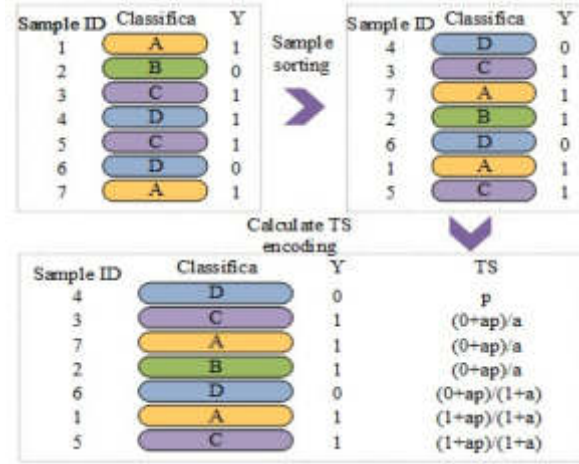 Sample ID Classifica Y
1 A 1
2 B 0
3 C 1
4 D 1
5 C 1
6 D 0
7 A 1
Sample
sorting
Sample ID Classifica Y
4 D 0
3 C 1
7 A 1
2 B 1
6 D 0
1 A 1
5 C 1
Calculate TS
encoding
Sample ID Classifica Y TS
4 D 0 p
3 C 1 (0+ap)/a
7 A 1 (0+ap)/a
2 B 1 (0+ap)/a
6 D 0 (0+ap)/(1+a)
1 A 1 (1+ap)/(1+a)
5 C 1 (1+ap)/(1+a)